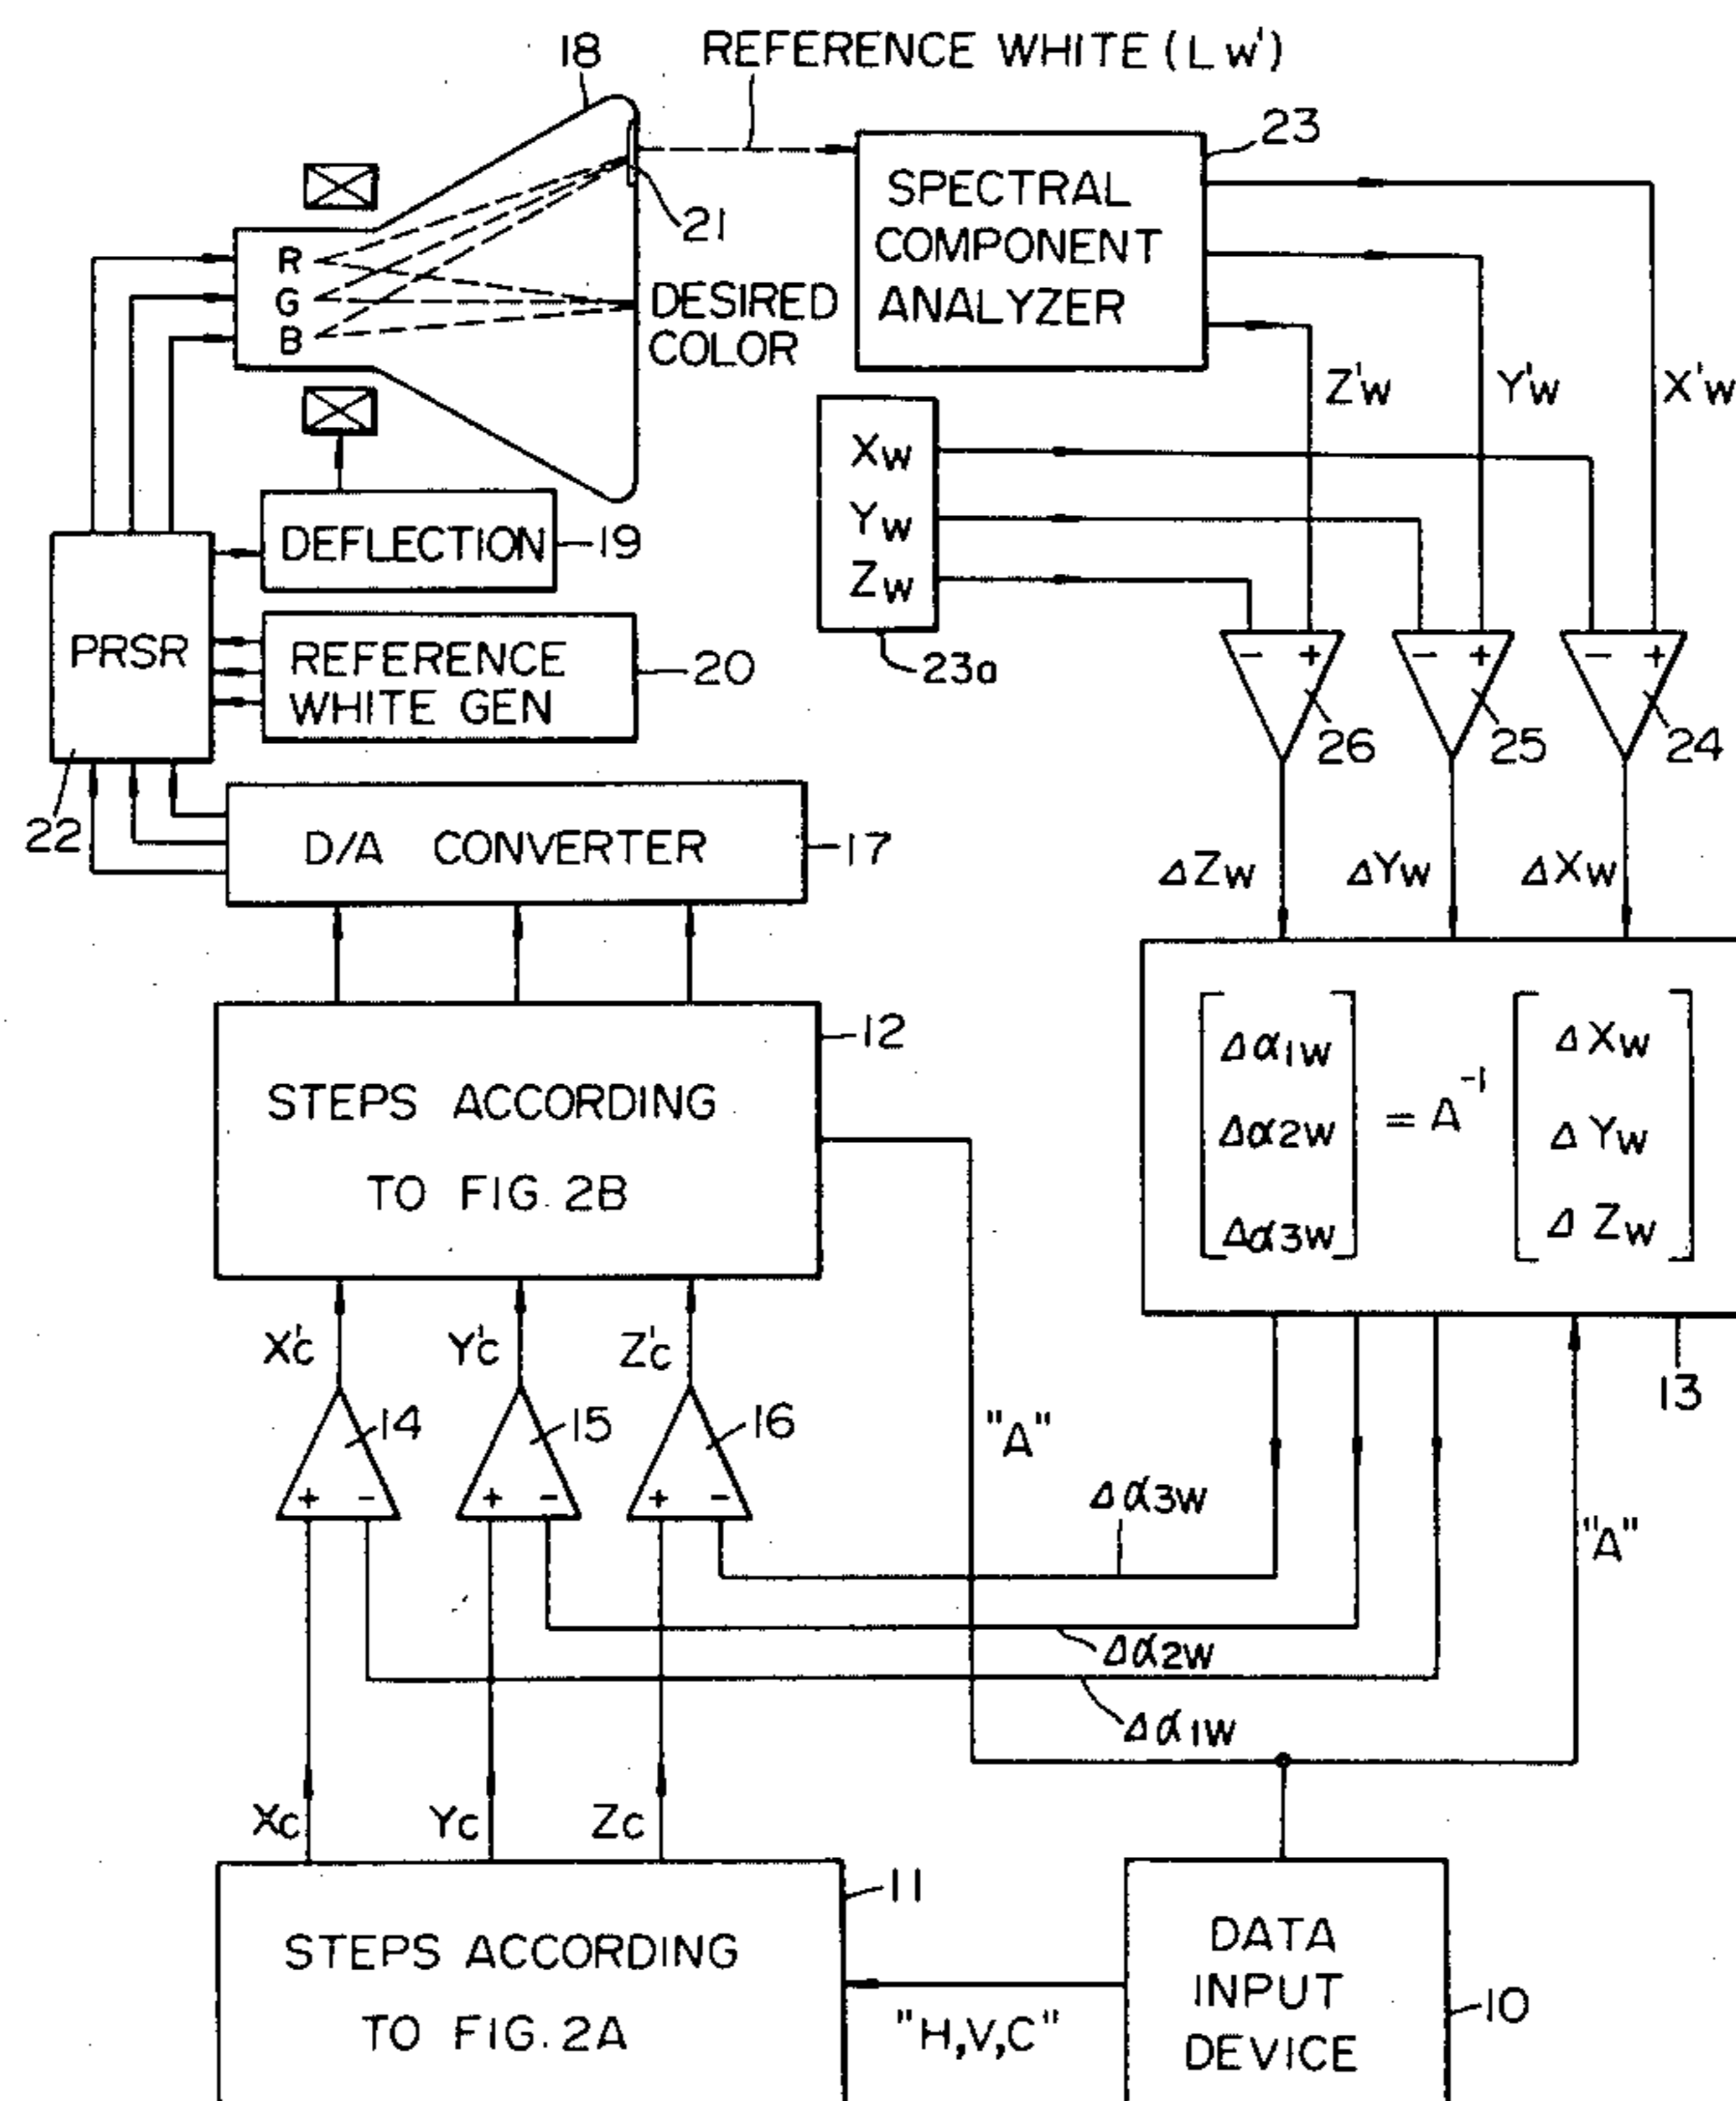 18
REFERENCE WHITE (Lw')
23
SPECTRAL
COMPONENT
ANALYZER
R
G
B
21
DESIRED
COLOR
Z'w
Y'w
X'w
Xw
Yw
Zw
23a
DEFLECTION
19
PRSR
REFERENCE
WHITE GEN
20
22
- +
- +
- +
26
25
24
D/A CONVERTER
17
ΔZw
ΔYw
ΔXw
STEPS ACCORDING
TO FIG. 2B
12
Δα1w
Δα2w
Δα3w
= A-1
ΔXw
ΔYw
ΔZw
13
X'c
Y'c
Z'c
14
15
16
+ -
+ -
+ -
"A"
"A"
Δα3w
Δα2w
Δα1w
Xc
Yc
Zc
11
STEPS ACCORDING
TO FIG. 2A
"H,V,C"
DATA
INPUT
DEVICE
10